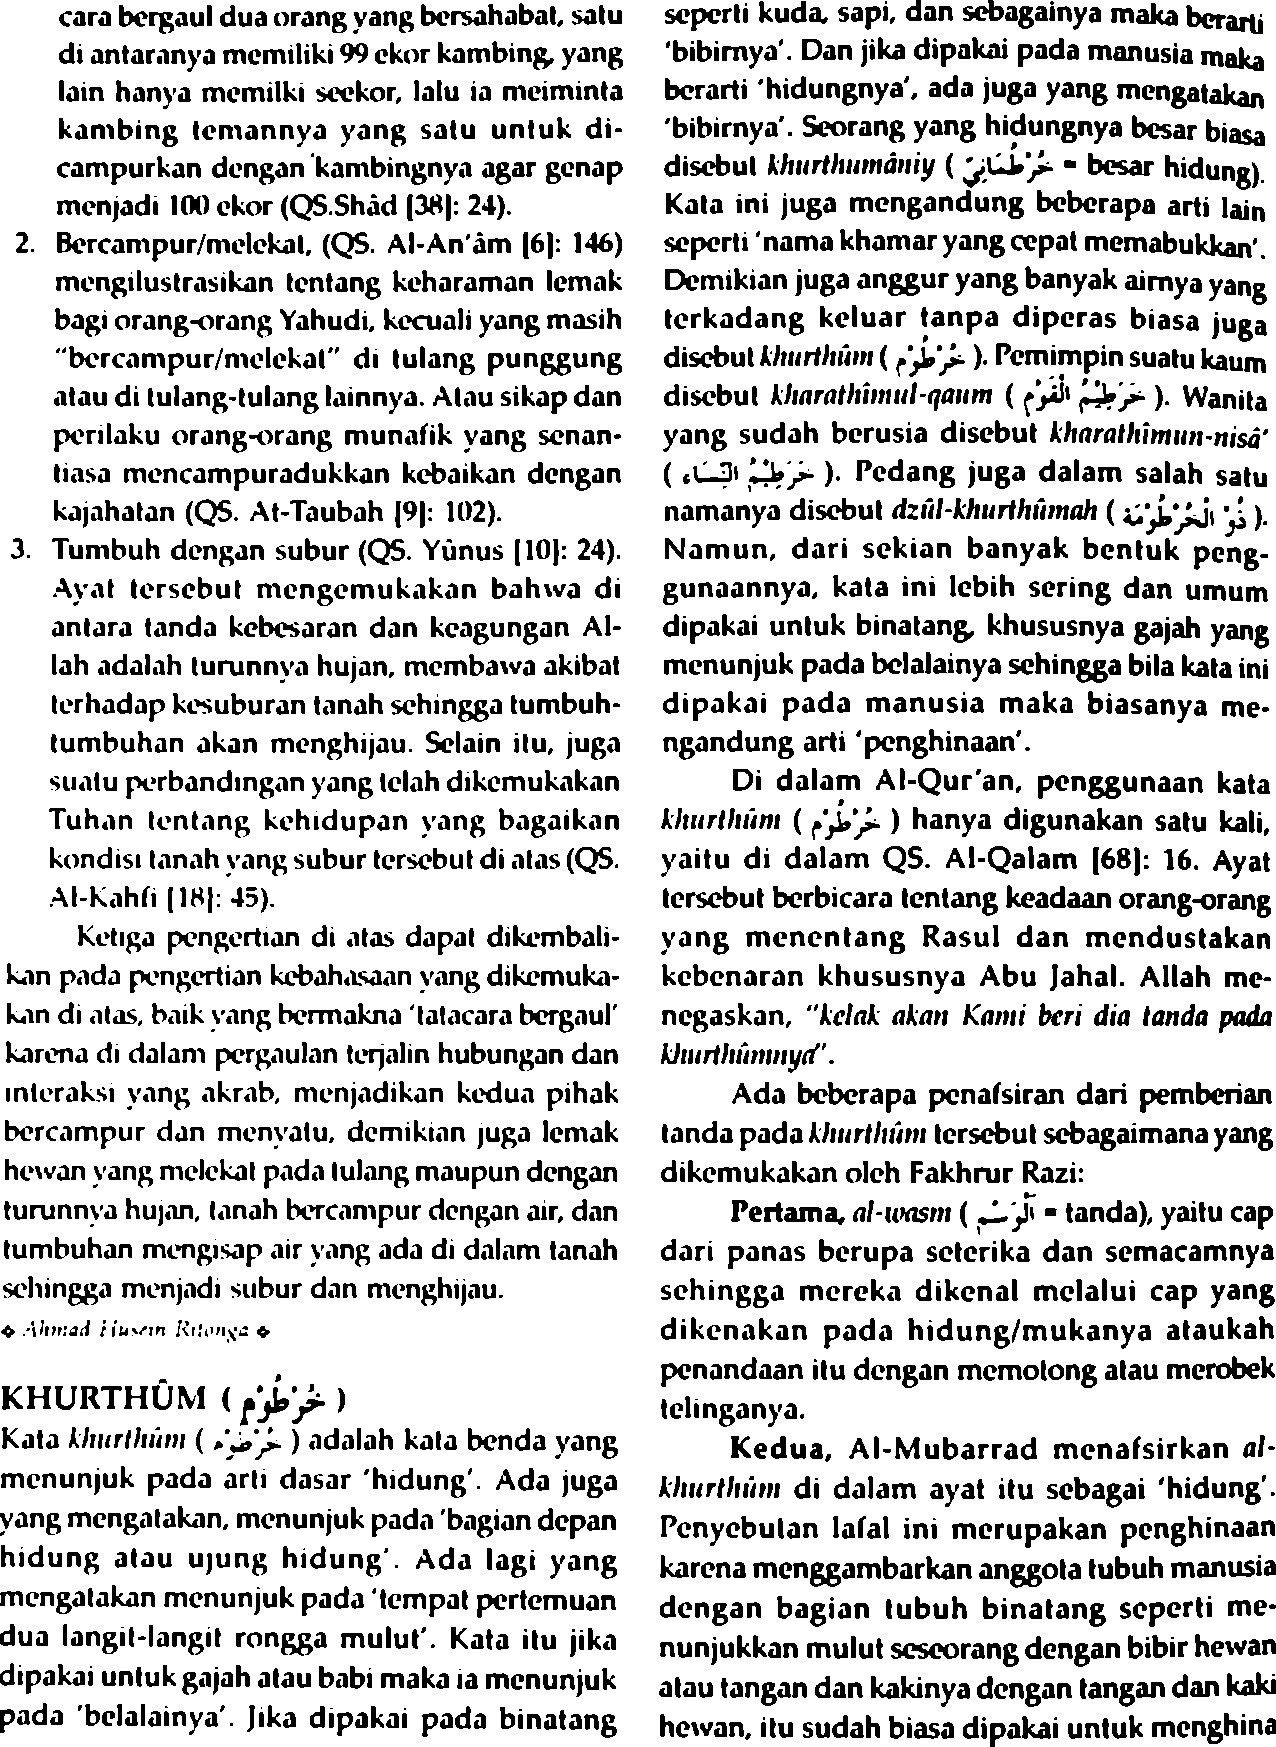 cara bergaul dua orang yang bersahabat, satu
di antaranya memiliki 99 ekor kambing, yang
lain hanya memilki seekor, lalu ia meiminta
kambing temannya yang satu untuk di-
campurkan dengan kambingnya agar genap
menjadi 100 ekor (QS.Shâd [38]: 24).
2. Bercampur/melekat, (QS. Al-An'âm [6]: 146)
mengilustrasikan tentang keharaman lemak
bagi orang-orang Yahudi, kecuali yang masih
"bercampur/melekat" di tulang punggung
atau di tulang-tulang lainnya. Atau sikap dan
perilaku orang-orang munafik yang senan-
tiasa mencampuradukkan kebaikan dengan
kajahatan (QS. At-Taubah [9]: 102).
3. Tumbuh dengan subur (QS. Yûnus [10]: 24).
Ayat tersebut mengemukakan bahwa di
antara tanda kebesaran dan keagungan Al-
lah adalah turunnya hujan, membawa akibat
terhadap kesuburan tanah sehingga tumbuh-
tumbuhan akan menghijau. Selain itu, juga
suatu perbandingan yang telah dikemukakan
Tuhan tentang kehidupan yang bagaikan
kondisi tanah yang subur tersebut di atas (QS.
Al-Kahfi [18]: 45).
Ketiga pengertian di atas dapat dikembali-
kan pada pengertian kebahasaan yang dikemuka-
kan di atas, baik yang bermakna 'tatacara bergaul'
karena di dalam pergaulan terjalin hubungan dan
interaksi yang akrab, menjadikan kedua pihak
bercampur dan menyatu, demikian juga lemak
hewan yang melekat pada tulang maupun dengan
turunnya hujan, tanah bercampur dengan air, dan
tumbuhan mengisap air yang ada di dalam tanah
sehingga menjadi subur dan menghijau.
❖ Ahmad Husein Ritonga ❖
KHURTHÛM ( خُرْطُوْم )
Kata khurthûm ( خُرْطُوْم ) adalah kata benda yang
menunjuk pada arti dasar 'hidung'. Ada juga
yang mengatakan, menunjuk pada 'bagian depan
hidung atau ujung hidung'. Ada lagi yang
mengatakan menunjuk pada 'tempat pertemuan
dua langit-langit rongga mulut'. Kata itu jika
dipakai untuk gajah atau babi maka ia menunjuk
pada 'belalainya'. Jika dipakai pada binatang
seperti kuda, sapi, dan sebagainya maka berarti
'bibirnya'. Dan jika dipakai pada manusia maka
berarti 'hidungnya', ada juga yang mengatakan
'bibirnya'. Seorang yang hidungnya besar biasa
disebut khurthumâniy ( خُرْطُمَانِيّ = besar hidung).
Kata ini juga mengandung beberapa arti lain
seperti 'nama khamar yang cepat memabukkan'.
Demikian juga anggur yang banyak airnya yang
terkadang keluar tanpa diperas biasa juga
disebut khurthûm ( خُرْطُوْم ). Pemimpin suatu kaum
disebut kharathîmul-qaum ( خَرَطِيْمُ الْقَوْم ). Wanita
yang sudah berusia disebut kharathîmun-nisâ'
( خَرَطِيْمُ النِّسَاء ). Pedang juga dalam salah satu
namanya disebut dzûl-khurthûmah ( ذُو الْخُرْطُوْمَة ).
Namun, dari sekian banyak bentuk peng-
gunaannya, kata ini lebih sering dan umum
dipakai untuk binatang, khususnya gajah yang
menunjuk pada belalainya sehingga bila kata ini
dipakai pada manusia maka biasanya me-
ngandung arti 'penghinaan'.
Di dalam Al-Qur'an, penggunaan kata
khurthûm ( خُرْطُوْم ) hanya digunakan satu kali,
yaitu di dalam QS. Al-Qalam [68]: 16. Ayat
tersebut berbicara tentang keadaan orang-orang
yang menentang Rasul dan mendustakan
kebenaran khususnya Abu Jahal. Allah me-
negaskan, "kelak akan Kami beri dia tanda pada
khurthûmnya".
Ada beberapa penafsiran dari pemberian
tanda pada khurthûm tersebut sebagaimana yang
dikemukakan oleh Fakhrur Razi:
Pertama, al-wasm ( اَلْوَسْم = tanda), yaitu cap
dari panas berupa seterika dan semacamnya
sehingga mereka dikenal melalui cap yang
dikenakan pada hidung/mukanya ataukah
penandaan itu dengan memotong atau merobek
telinganya.
Kedua, Al-Mubarrad menafsirkan al-
khurthûm di dalam ayat itu sebagai 'hidung'.
Penyebutan lafal ini merupakan penghinaan
karena menggambarkan anggota tubuh manusia
dengan bagian tubuh binatang seperti me-
nunjukkan mulut seseorang dengan bibir hewan
atau tangan dan kakinya dengan tangan dan kaki
hewan, itu sudah biasa dipakai untuk menghina